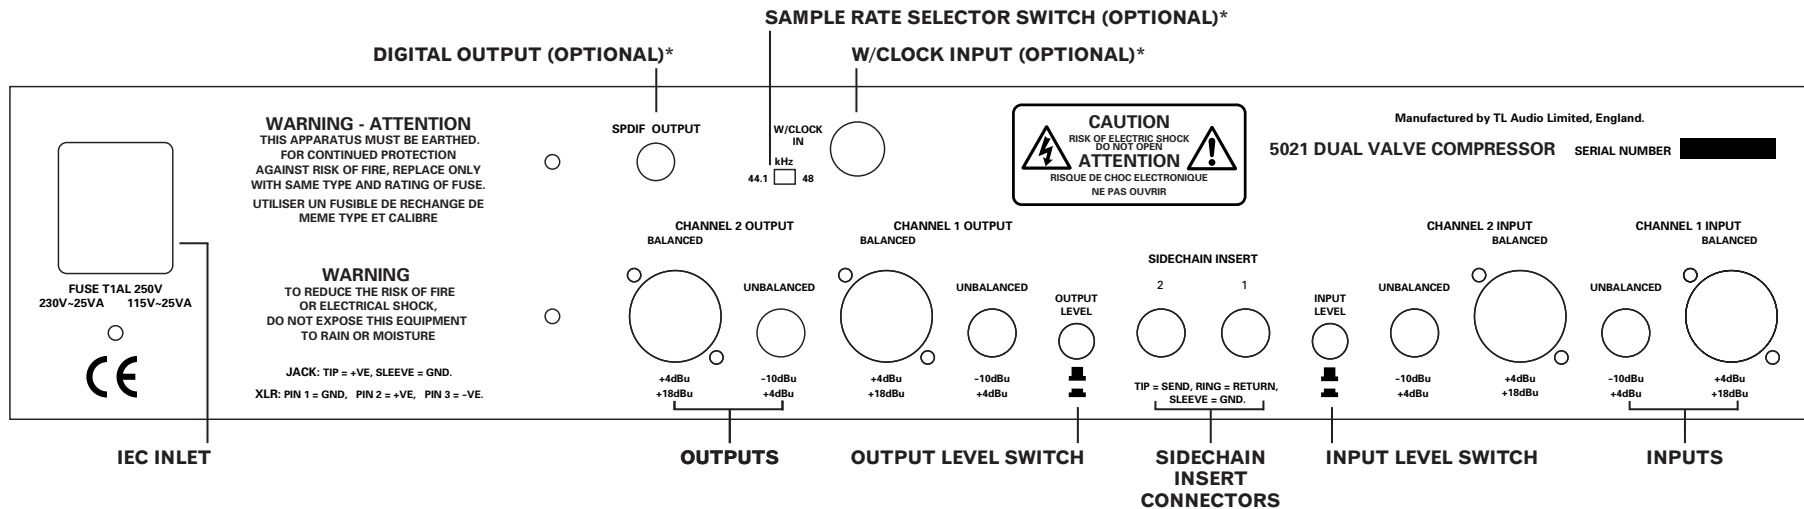 SAMPLE RATE SELECTOR SWITCH (OPTIONAL)*
DIGITAL OUTPUT (OPTIONAL)*
W/CLOCK INPUT (OPTIONAL)*
WARNING - ATTENTION
THIS APPARATUS MUST BE EARTHED.
FOR CONTINUED PROTECTION
AGAINST RISK OF FIRE, REPLACE ONLY
WITH SAME TYPE AND RATING OF FUSE.
UTILISER UN FUSIBLE DE RECHANGE DE
MEME TYPE ET CALIBRE
SPDIF OUTPUT
W/CLOCK
IN
kHz
44.1
48
CAUTION
RISK OF ELECTRIC SHOCK
DO NOT OPEN
ATTENTION
RISQUE DE CHOC ELECTRONIQUE
NE PAS OUVRIR
Manufactured by TL Audio Limited, England.
5021 DUAL VALVE COMPRESSOR
SERIAL NUMBER
FUSE T1AL 250V
230V~25VA 115V~25VA
CE
WARNING
TO REDUCE THE RISK OF FIRE
OR ELECTRICAL SHOCK,
DO NOT EXPOSE THIS EQUIPMENT
TO RAIN OR MOISTURE
JACK: TIP = +VE, SLEEVE = GND.
XLR: PIN 1 = GND, PIN 2 = +VE, PIN 3 = –VE.
CHANNEL 2 OUTPUT
BALANCED
UNBALANCED
+4dBu
+18dBu
–10dBu
+4dBu
CHANNEL 1 OUTPUT
BALANCED
UNBALANCED
+4dBu
+18dBu
–10dBu
+4dBu
OUTPUT
LEVEL
SIDECHAIN INSERT
2
1
TIP = SEND, RING = RETURN,
SLEEVE = GND.
INPUT
LEVEL
CHANNEL 2 INPUT
BALANCED
UNBALANCED
–10dBu
+4dBu
+4dBu
+18dBu
CHANNEL 1 INPUT
BALANCED
UNBALANCED
–10dBu
+4dBu
+4dBu
+18dBu
IEC INLET
OUTPUTS
OUTPUT LEVEL SWITCH
SIDECHAIN
INSERT
CONNECTORS
INPUT LEVEL SWITCH
INPUTS